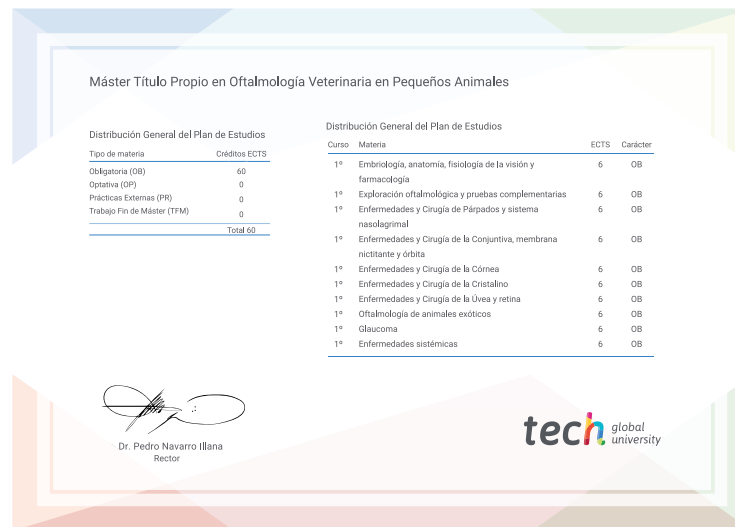 Máster Título Propio en Oftalmología Veterinaria en Pequeños Animales
Distribución General del Plan de Estudios
Tipo de materia Créditos ECTS
Obligatoria (OB) 60
Optativa (OP) 0
Prácticas Externas (PR) 0
Trabajo Fin de Máster (TFM) 0
Total 60
Distribución General del Plan de Estudios
Curso Materia ECTS Carácter
1º Embriología, anatomía, fisiología de la visión y 6 OB
farmacología
1º Exploración oftalmológica y pruebas complementarias 6 OB
1º Enfermedades y Cirugía de Párpados y sistema 6 OB
nasolagrimal
1º Enfermedades y Cirugía de la Conjuntiva, membrana 6 OB
nictitante y órbita
1º Enfermedades y Cirugía de la Córnea 6 OB
1º Enfermedades y Cirugía de la Cristalino 6 OB
1º Enfermedades y Cirugía de la Úvea y retina 6 OB
1º Oftalmología de animales exóticos 6 OB
1º Glaucoma 6 OB
1º Enfermedades sistémicas 6 OB
Dr. Pedro Navarro Illana
Rector
tech global
university